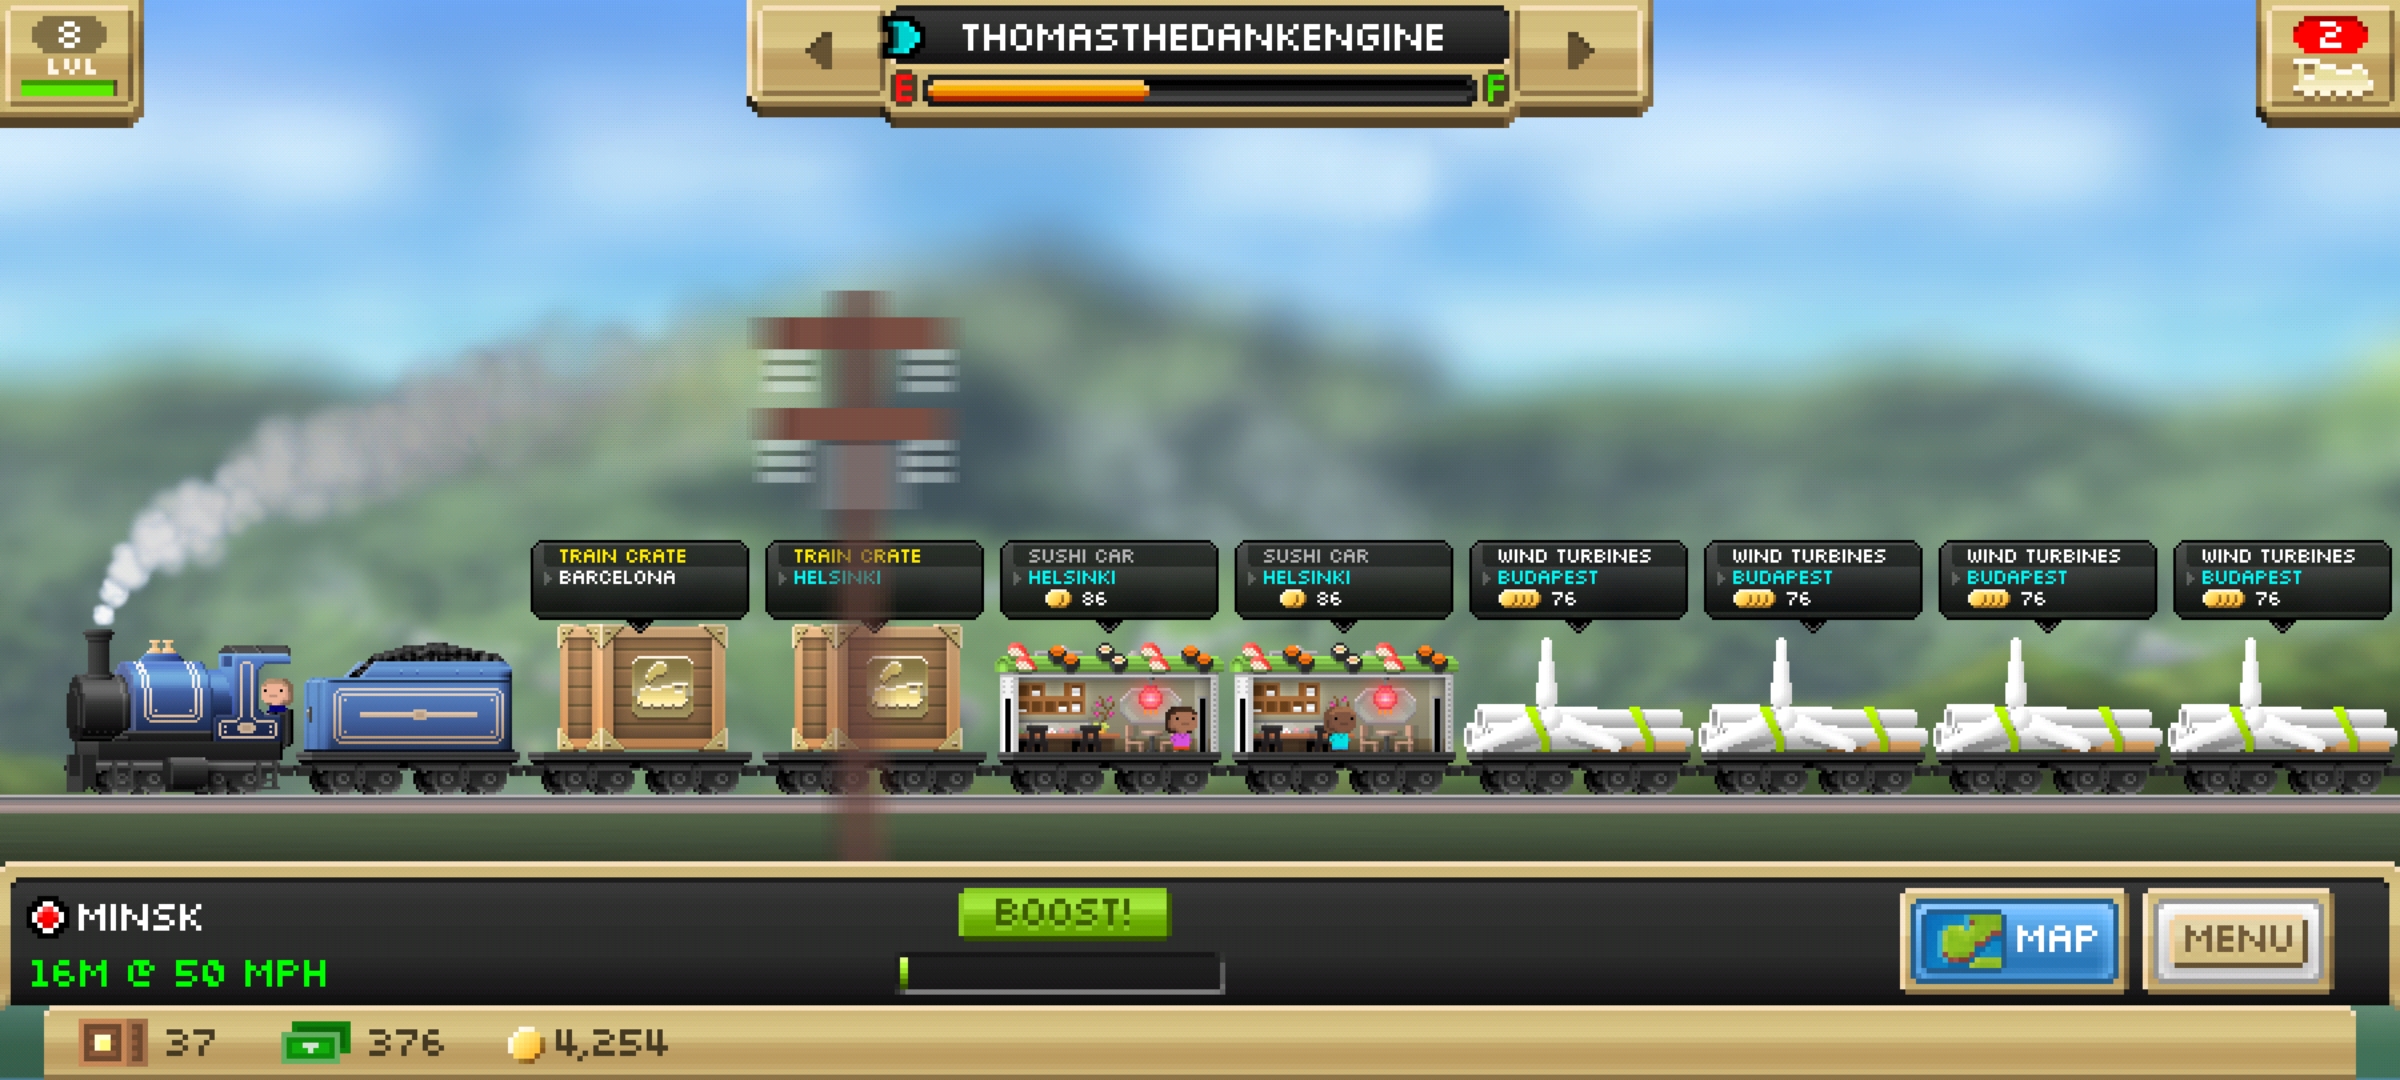 8
LVL
THOMASTHEDANKENGINE
E F
2
TRAIN CRATE
BARCELONA
TRAIN CRATE
HELSINKI
SUSHI CAR
HELSINKI
86
SUSHI CAR
HELSINKI
86
WIND TURBINES
BUDAPEST
76
WIND TURBINES
BUDAPEST
76
WIND TURBINES
BUDAPEST
76
WIND TURBINES
BUDAPEST
76
MINSK
16M @ 50 MPH
BOOST!
MAP
MENU
37
376
4,254